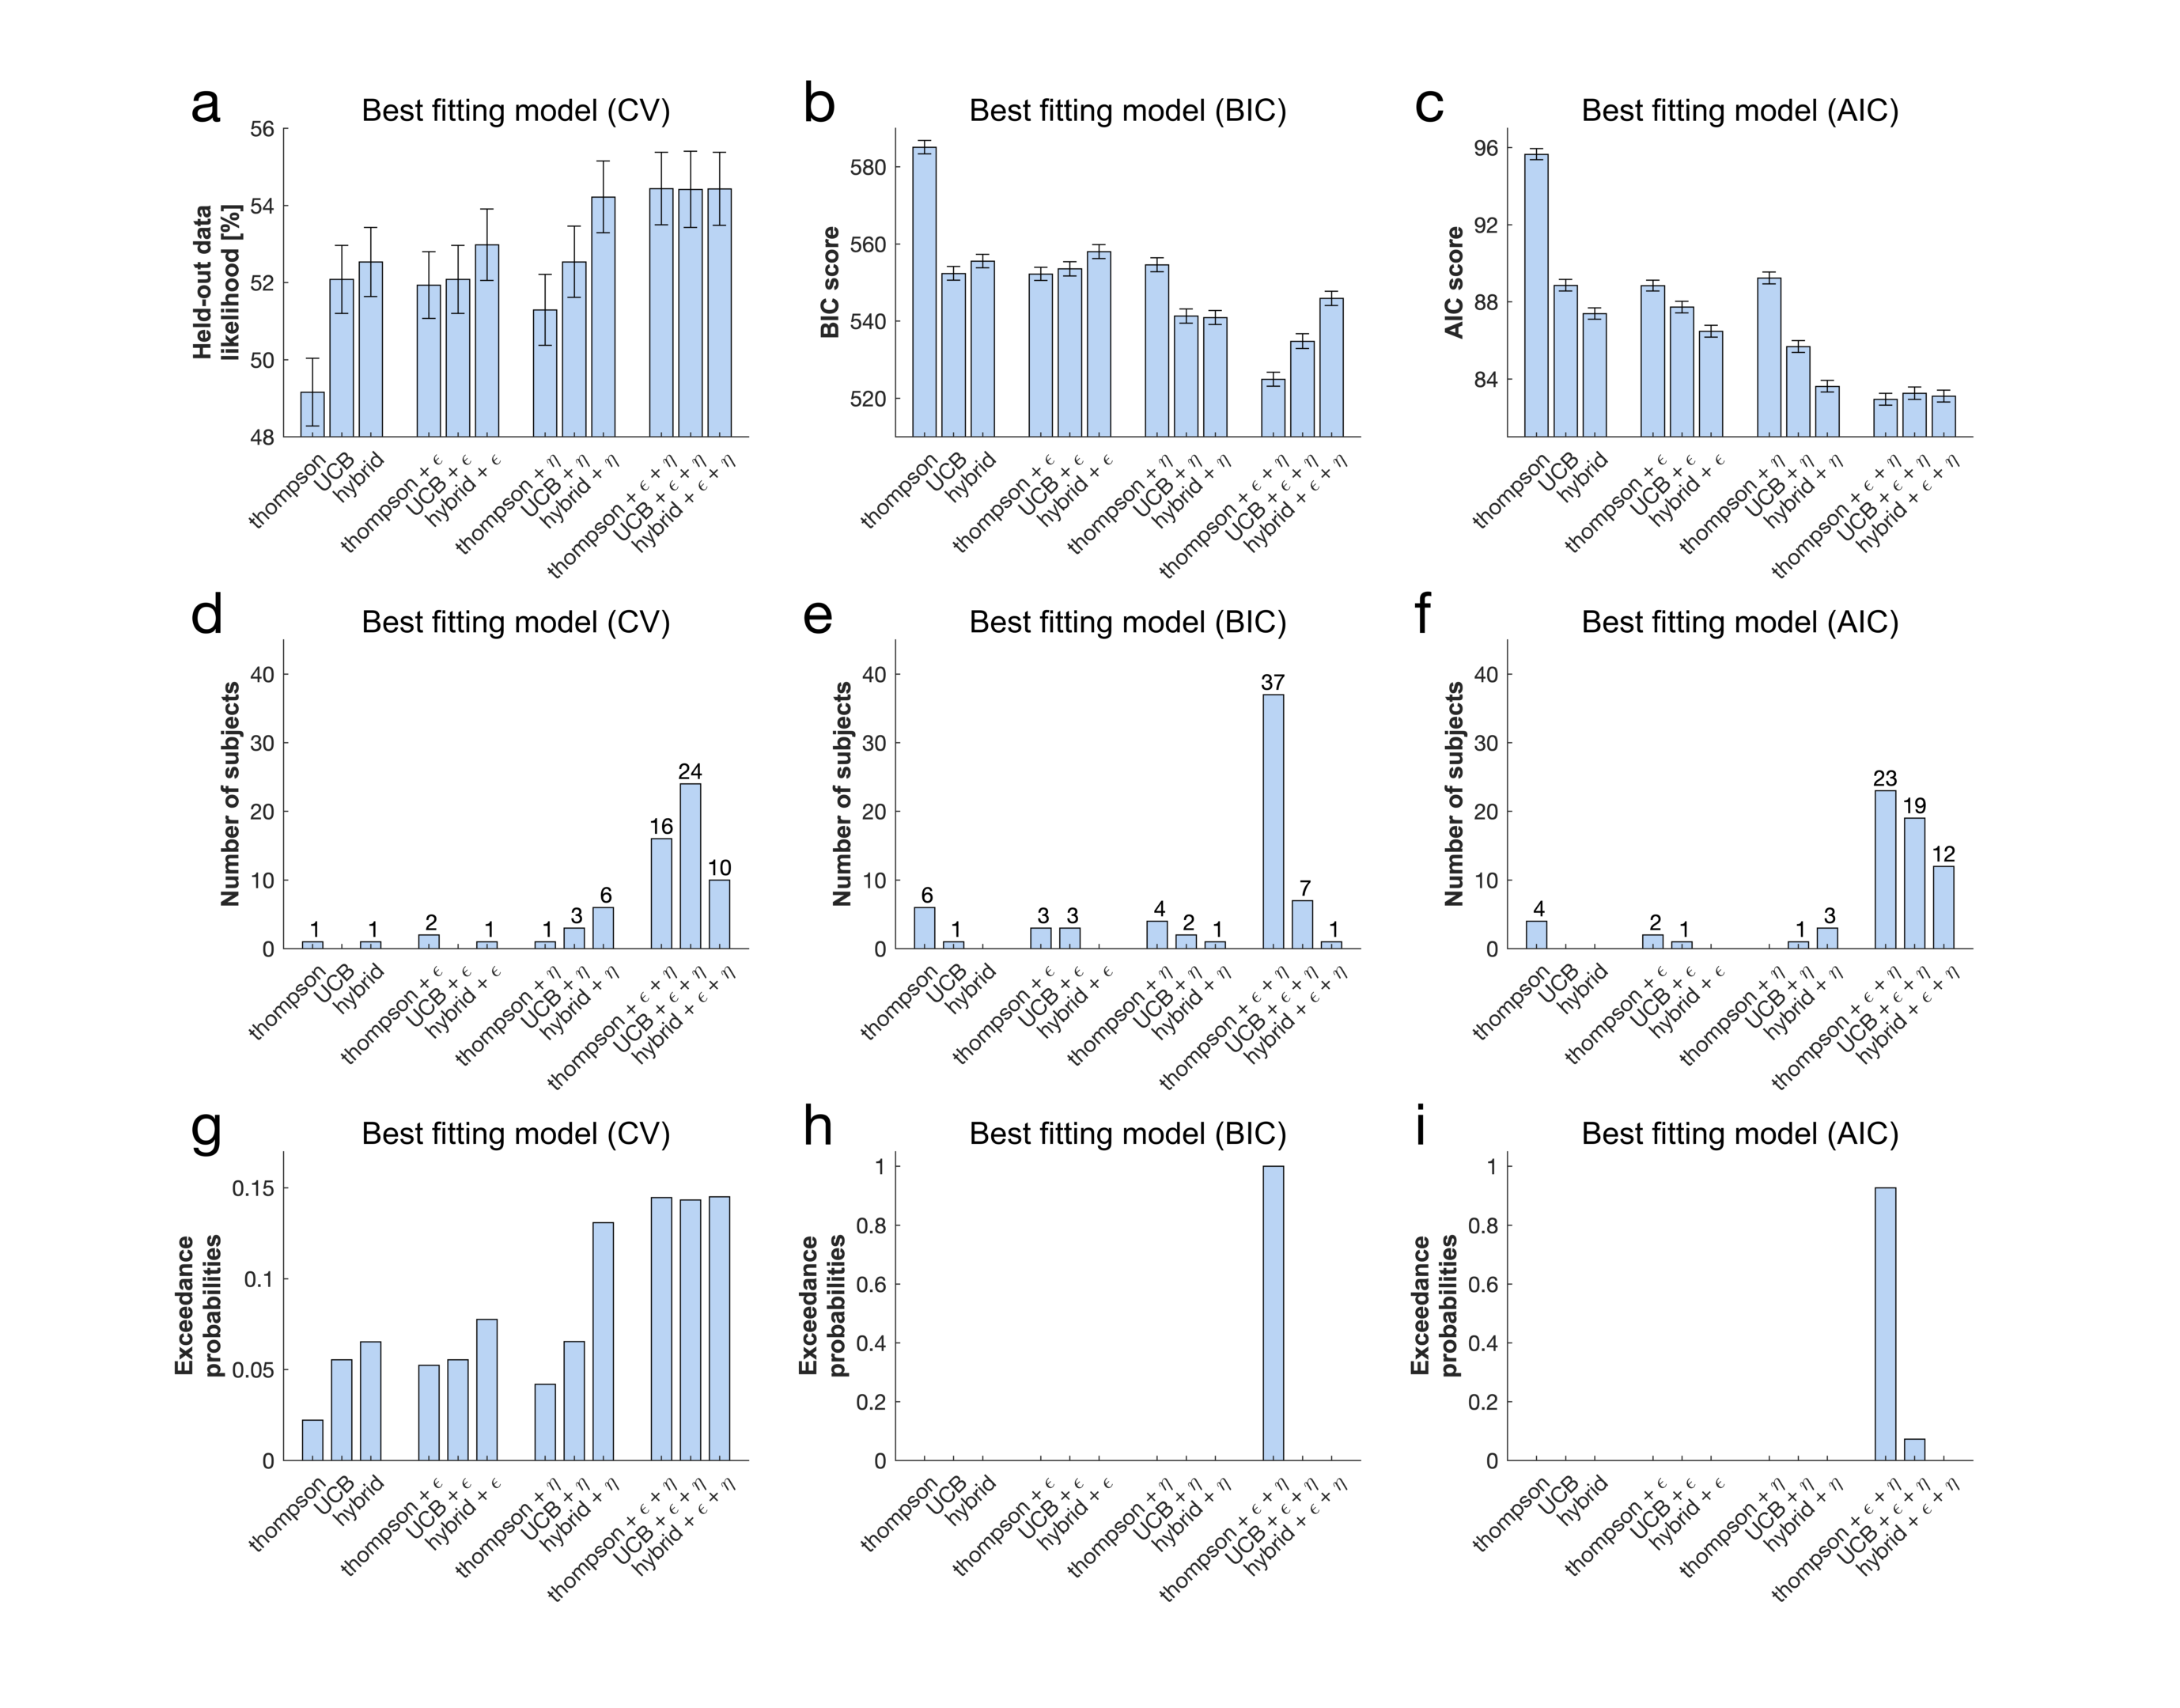 a
Best fitting model (CV)
Held-out data
likelihood [%]
56
54
52
50
48
thompson
UCB
hybrid
thompson + ϵ
UCB + ϵ
hybrid + ϵ
thompson + η
UCB + η
hybrid + η
thompson + ϵ + η
UCB + ϵ + η
hybrid + ϵ + η
b
Best fitting model (BIC)
BIC score
580
560
540
520
thompson
UCB
hybrid
thompson + ϵ
UCB + ϵ
hybrid + ϵ
thompson + η
UCB + η
hybrid + η
thompson + ϵ + η
UCB + ϵ + η
hybrid + ϵ + η
c
Best fitting model (AIC)
AIC score
96
92
88
84
thompson
UCB
hybrid
thompson + ϵ
UCB + ϵ
hybrid + ϵ
thompson + η
UCB + η
hybrid + η
thompson + ϵ + η
UCB + ϵ + η
hybrid + ϵ + η
d
Best fitting model (CV)
Number of subjects
40
30
20
10
0
1
1
2
1
1
3
6
16
24
10
thompson
UCB
hybrid
thompson + ϵ
UCB + ϵ
hybrid + ϵ
thompson + η
UCB + η
hybrid + η
thompson + ϵ + η
UCB + ϵ + η
hybrid + ϵ + η
e
Best fitting model (BIC)
Number of subjects
40
30
20
10
0
6
1
3
3
4
2
1
37
7
1
thompson
UCB
hybrid
thompson + ϵ
UCB + ϵ
hybrid + ϵ
thompson + η
UCB + η
hybrid + η
thompson + ϵ + η
UCB + ϵ + η
hybrid + ϵ + η
f
Best fitting model (AIC)
Number of subjects
40
30
20
10
0
4
2
1
1
3
23
19
12
thompson
UCB
hybrid
thompson + ϵ
UCB + ϵ
hybrid + ϵ
thompson + η
UCB + η
hybrid + η
thompson + ϵ + η
UCB + ϵ + η
hybrid + ϵ + η
g
Best fitting model (CV)
Exceedance
probabilities
0.15
0.1
0.05
0
thompson
UCB
hybrid
thompson + ϵ
UCB + ϵ
hybrid + ϵ
thompson + η
UCB + η
hybrid + η
thompson + ϵ + η
UCB + ϵ + η
hybrid + ϵ + η
h
Best fitting model (BIC)
Exceedance
probabilities
1
0.8
0.6
0.4
0.2
0
thompson
UCB
hybrid
thompson + ϵ
UCB + ϵ
hybrid + ϵ
thompson + η
UCB + η
hybrid + η
thompson + ϵ + η
UCB + ϵ + η
hybrid + ϵ + η
i
Best fitting model (AIC)
Exceedance
probabilities
1
0.8
0.6
0.4
0.2
0
thompson
UCB
hybrid
thompson + ϵ
UCB + ϵ
hybrid + ϵ
thompson + η
UCB + η
hybrid + η
thompson + ϵ + η
UCB + ϵ + η
hybrid + ϵ + η